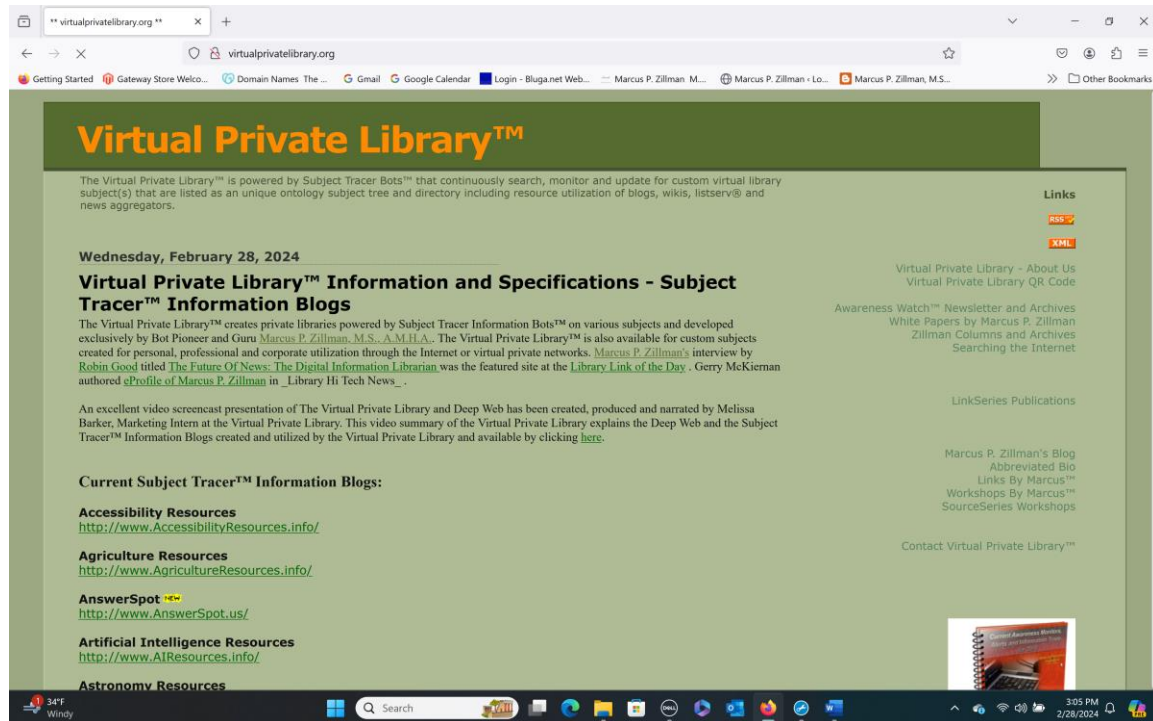 ** virtualprivatelibrary.org **
virtualprivatelibrary.org
Getting Started Gateway Store Welco... Domain Names The ... Gmail Google Calendar Login - Bluga.net Web... Marcus P. Zillman M.... Marcus P. Zillman ‹ Lo... Marcus P. Zillman, M.S... Other Bookmarks
Virtual Private Library™
The Virtual Private Library™ is powered by Subject Tracer Bots™ that continuously search, monitor and update for custom virtual library
subject(s) that are listed as an unique ontology subject tree and directory including resource utilization of blogs, wikis, listserv® and
news aggregators.
Wednesday, February 28, 2024
Virtual Private Library™ Information and Specifications - Subject
Tracer™ Information Blogs
The Virtual Private Library™ creates private libraries powered by Subject Tracer Information Bots™ on various subjects and developed
exclusively by Bot Pioneer and Guru Marcus P. Zillman, M.S., A.M.H.A.. The Virtual Private Library™ is also available for custom subjects
created for personal, professional and corporate utilization through the Internet or virtual private networks. Marcus P. Zillman's interview by
Robin Good titled The Future Of News: The Digital Information Librarian was the featured site at the Library Link of the Day . Gerry McKiernan
authored eProfile of Marcus P. Zillman in _Library Hi Tech News_ .
An excellent video screencast presentation of The Virtual Private Library and Deep Web has been created, produced and narrated by Melissa
Barker, Marketing Intern at the Virtual Private Library. This video summary of the Virtual Private Library explains the Deep Web and the Subject
Tracer™ Information Blogs created and utilized by the Virtual Private Library and available by clicking here.
Current Subject Tracer™ Information Blogs:
Accessibility Resources
http://www.AccessibilityResources.info/
Agriculture Resources
http://www.AgricultureResources.info/
AnswerSpot NEW
http://www.AnswerSpot.us/
Artificial Intelligence Resources
http://www.AIResources.info/
Astronomy Resources
Links
RSS
XML
Virtual Private Library - About Us
Virtual Private Library QR Code
Awareness Watch™ Newsletter and Archives
White Papers by Marcus P. Zillman
Zillman Columns and Archives
Searching the Internet
LinkSeries Publications
Marcus P. Zillman's Blog
Abbreviated Bio
Links By Marcus™
Workshops By Marcus™
SourceSeries Workshops
Contact Virtual Private Library™
1
34°F
Windy
Search
DELL
3:05 PM
2/28/2024